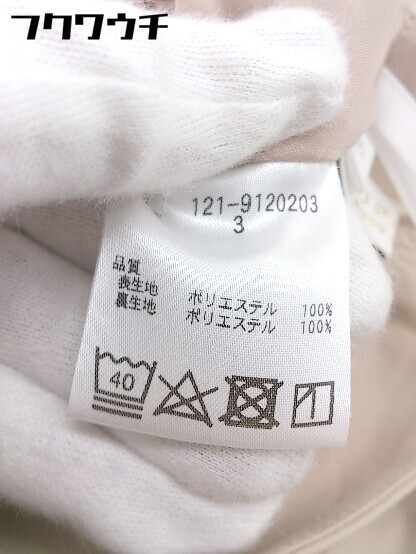 フクワウチ
121-9120203
3
品質
表生地 ポリエステル 100%
裏生地 ポリエステル 100%
40